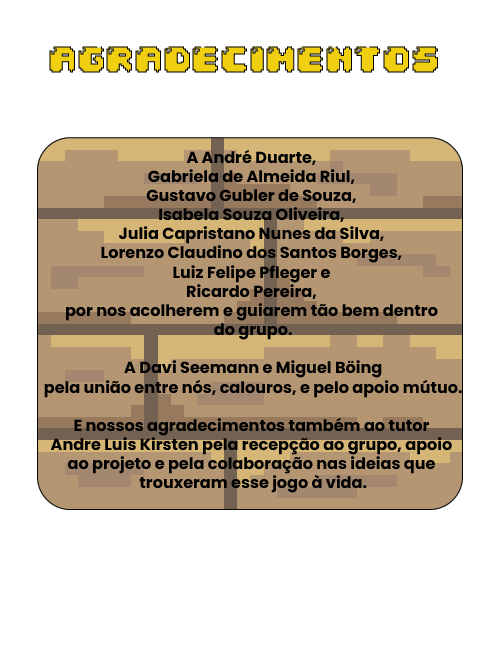 AGRADECIMENTOS
A André Duarte,
Gabriela de Almeida Riul,
Gustavo Gubler de Souza,
Isabela Souza Oliveira,
Julia Capristano Nunes da Silva,
Lorenzo Claudino dos Santos Borges,
Luiz Felipe Pfleger e
Ricardo Pereira,
por nos acolherem e guiarem tão bem dentro
do grupo.
A Davi Seemann e Miguel Böing
pela união entre nós, calouros, e pelo apoio mútuo.
E nossos agradecimentos também ao tutor
Andre Luis Kirsten pela recepção ao grupo, apoio
ao projeto e pela colaboração nas ideias que
trouxeram esse jogo à vida.